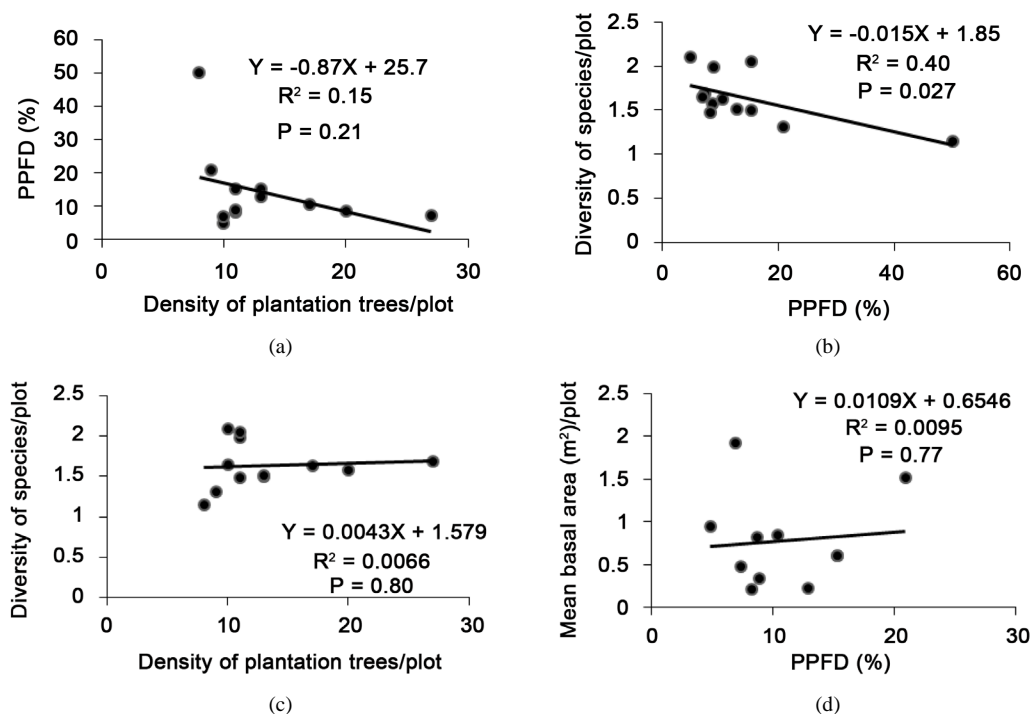 60
50
40
30
20
10
0
PPFD (%)
Y = -0.87X + 25.7
R² = 0.15
P = 0.21
0 10 20 30
Density of plantation trees/plot
(a)
2.5
2
1.5
1
0.5
0
Diversity of species/plot
Y = -0.015X + 1.85
R² = 0.40
P = 0.027
0 20 40 60
PPFD (%)
(b)
2.5
2
1.5
1
0.5
0
Diversity of species/plot
Y = 0.0043X + 1.579
R² = 0.0066
P = 0.80
0 10 20 30
Density of plantation trees/plot
(c)
2.5
2
1.5
1
0.5
0
Mean basal area (m²)/plot
Y = 0.0109X + 0.6546
R² = 0.0095
P = 0.77
0 10 20 30
PPFD (%)
(d)